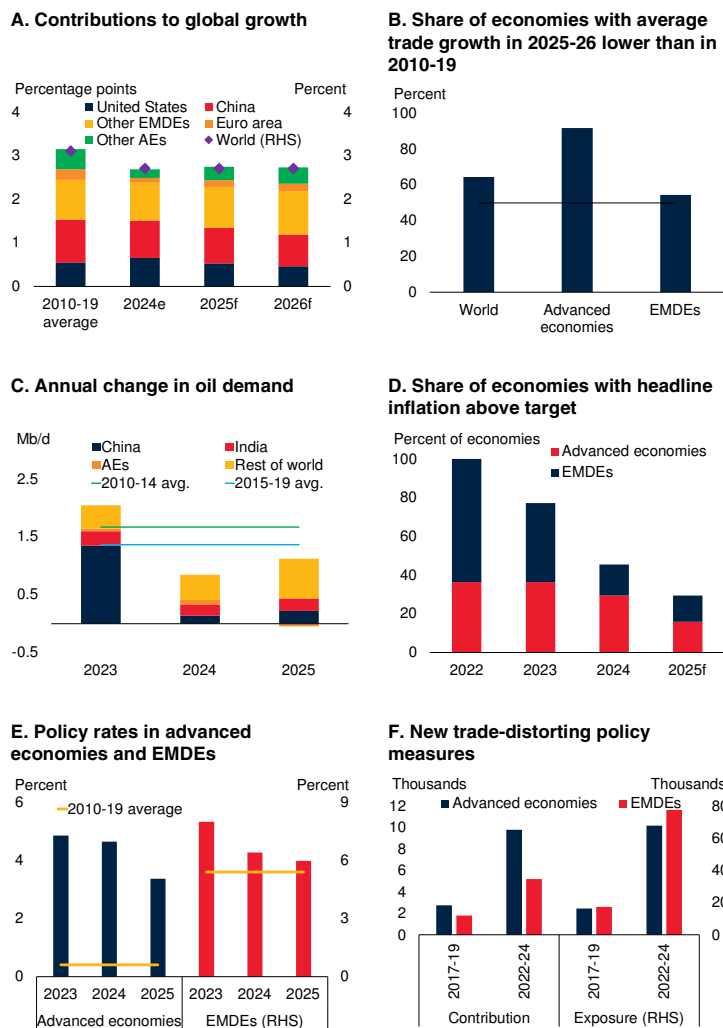 A. Contributions to global growth
Percentage points
Percent
United States
China
Other EMDEs
Euro area
Other AEs
World (RHS)
4
3
2
1
0
4
3
2
1
0
2010-19 average
2024e
2025f
2026f
B. Share of economies with average
trade growth in 2025-26 lower than in
2010-19
Percent
100
80
60
40
20
0
World
Advanced economies
EMDEs
C. Annual change in oil demand
Mb/d
China
India
AEs
Rest of world
2010-14 avg.
2015-19 avg.
2.5
1.5
0.5
-0.5
2023
2024
2025
D. Share of economies with headline
inflation above target
Percent of economies
Advanced economies
EMDEs
100
80
60
40
20
0
2022
2023
2024
2025f
E. Policy rates in advanced
economies and EMDEs
Percent
Percent
2010-19 average
6
4
2
0
9
6
3
0
2023 2024 2025 2023 2024 2025
Advanced economies
EMDEs (RHS)
F. New trade-distorting policy
measures
Thousands
Thousands
Advanced economies
EMDEs
12
10
8
6
4
2
0
80
60
40
20
0
2017-19
2022-24
2017-19
2022-24
Contribution
Exposure (RHS)